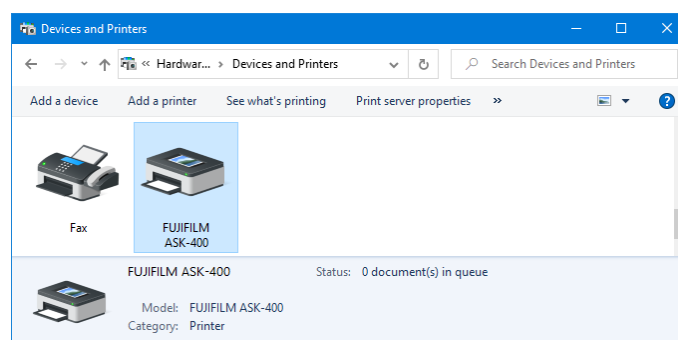 Devices and Printers
« Hardwar... › Devices and Printers
Search Devices and Printers
Add a device Add a printer See what's printing Print server properties »
?
Fax
FUJIFILM
ASK-400
FUJIFILM ASK-400 Status: 0 document(s) in queue
Model: FUJIFILM ASK-400
Category: Printer